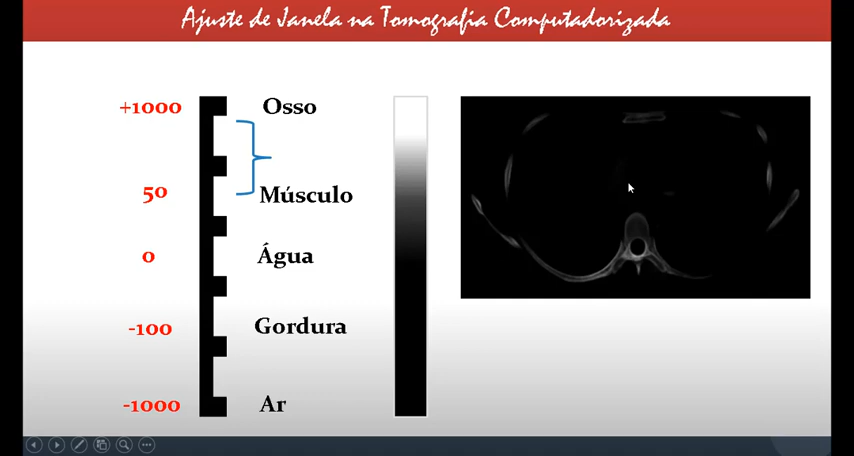 Ajuste de Janela na Tomografia Computadorizada
+1000 Osso
50 Músculo
0 Água
-100 Gordura
-1000 Ar